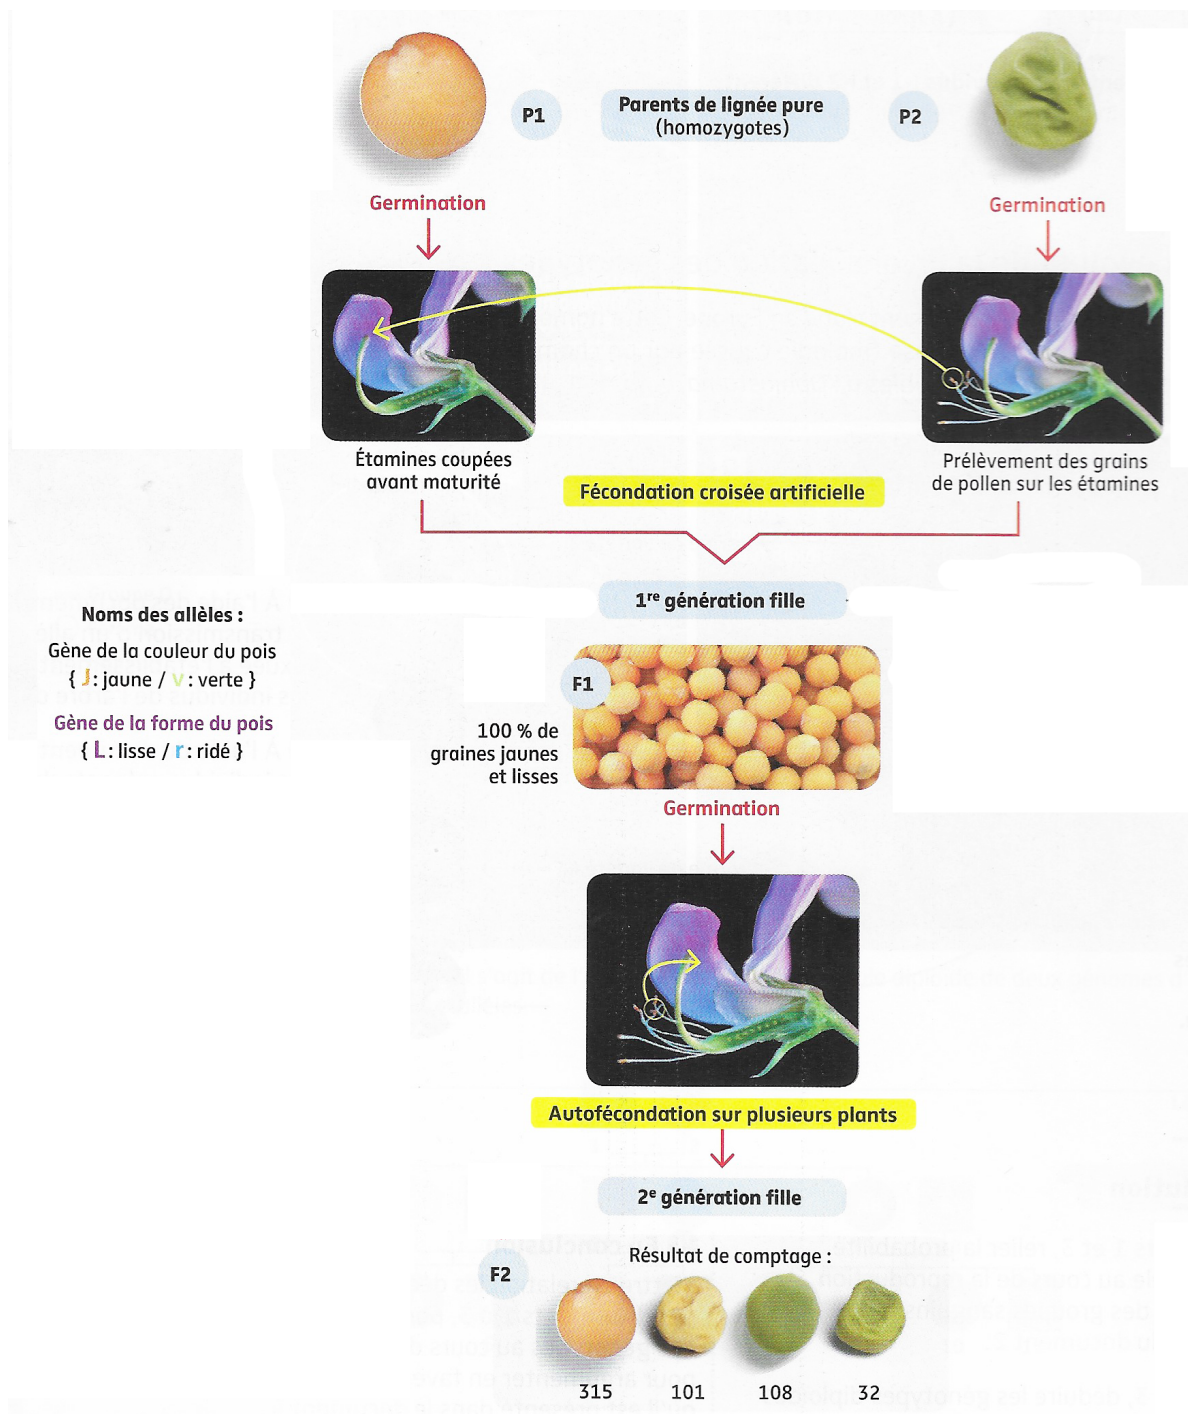 P1
Parents de lignée pure
(homozygotes)
P2
Germination
Germination
Étamines coupées
avant maturité
Prélèvement des grains
de pollen sur les étamines
Fécondation croisée artificielle
1re génération fille
Noms des allèles :
Gène de la couleur du pois
{ J : jaune / v : verte }
Gène de la forme du pois
{ L : lisse / r : ridé }
F1
100 % de
graines jaunes
et lisses
Germination
Autofécondation sur plusieurs plants
2e génération fille
F2
Résultat de comptage :
315 101 108 32